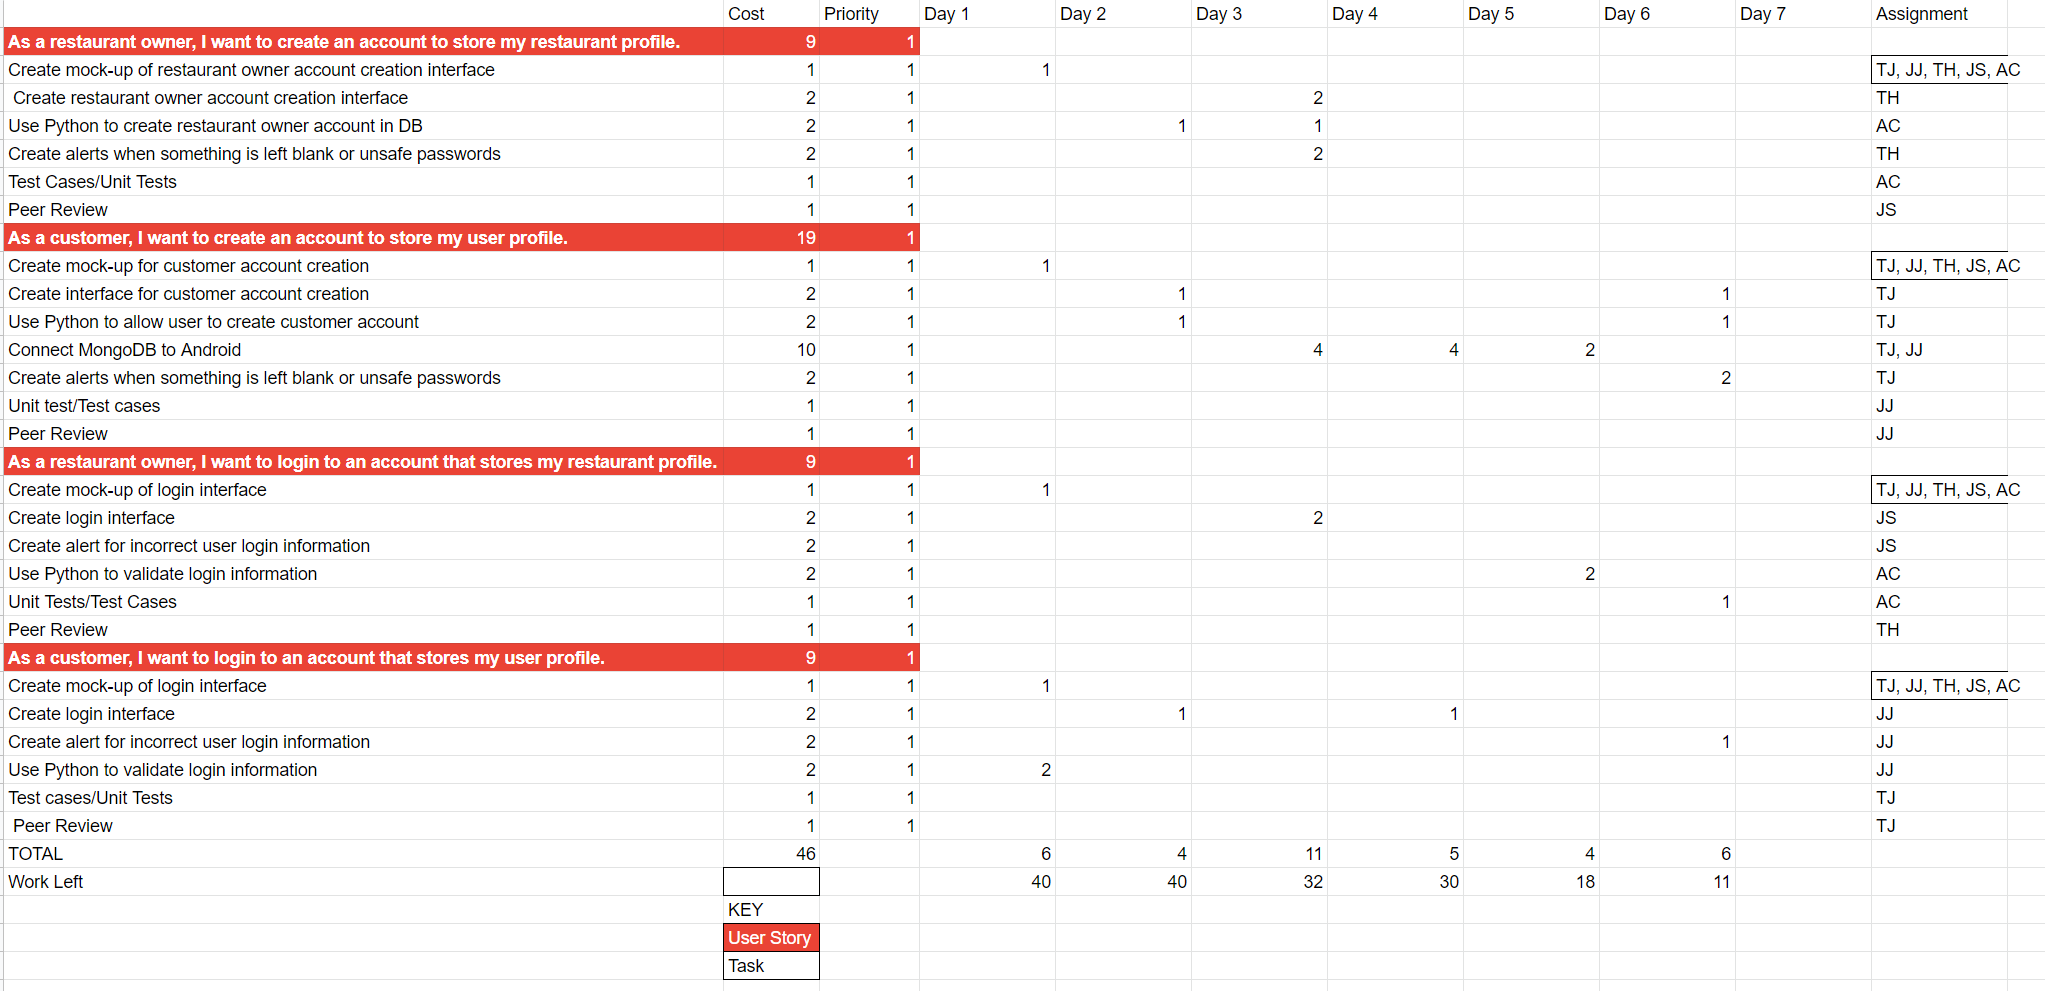 Cost Priority Day 1 Day 2 Day 3 Day 4 Day 5 Day 6 Day 7 Assignment
As a restaurant owner, I want to create an account to store my restaurant profile. 9 1
Create mock-up of restaurant owner account creation interface 1 1 1 TJ, JJ, TH, JS, AC
Create restaurant owner account creation interface 2 1 2 TH
Use Python to create restaurant owner account in DB 2 1 1 1 AC
Create alerts when something is left blank or unsafe passwords 2 1 2 TH
Test Cases/Unit Tests 1 1 AC
Peer Review 1 1 JS
As a customer, I want to create an account to store my user profile. 19 1
Create mock-up for customer account creation 1 1 1 TJ, JJ, TH, JS, AC
Create interface for customer account creation 2 1 1 1 TJ
Use Python to allow user to create customer account 2 1 1 1 TJ
Connect MongoDB to Android 10 1 4 4 2 TJ, JJ
Create alerts when something is left blank or unsafe passwords 2 1 2 TJ
Unit test/Test cases 1 1 JJ
Peer Review 1 1 JJ
As a restaurant owner, I want to login to an account that stores my restaurant profile. 9 1
Create mock-up of login interface 1 1 1 TJ, JJ, TH, JS, AC
Create login interface 2 1 2 JS
Create alert for incorrect user login information 2 1 JS
Use Python to validate login information 2 1 2 AC
Unit Tests/Test Cases 1 1 1 AC
Peer Review 1 1 TH
As a customer, I want to login to an account that stores my user profile. 9 1
Create mock-up of login interface 1 1 1 TJ, JJ, TH, JS, AC
Create login interface 2 1 1 1 JJ
Create alert for incorrect user login information 2 1 1 JJ
Use Python to validate login information 2 1 2 JJ
Test cases/Unit Tests 1 1 TJ
Peer Review 1 1 TJ
TOTAL 46 6 4 11 5 4 6
Work Left 40 40 32 30 18 11
KEY
User Story
Task